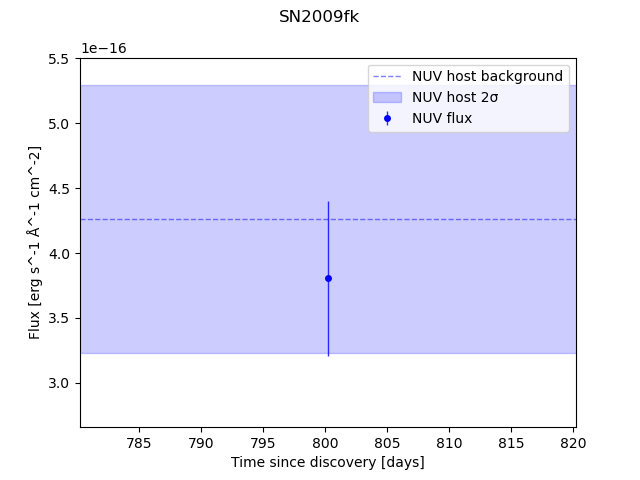 SN2009fk
1e−16
5.5
5.0
4.5
4.0
3.5
3.0
Flux [erg s^-1 Å^-1 cm^-2]
NUV host background
NUV host 2σ
NUV flux
785 790 795 800 805 810 815 820
Time since discovery [days]